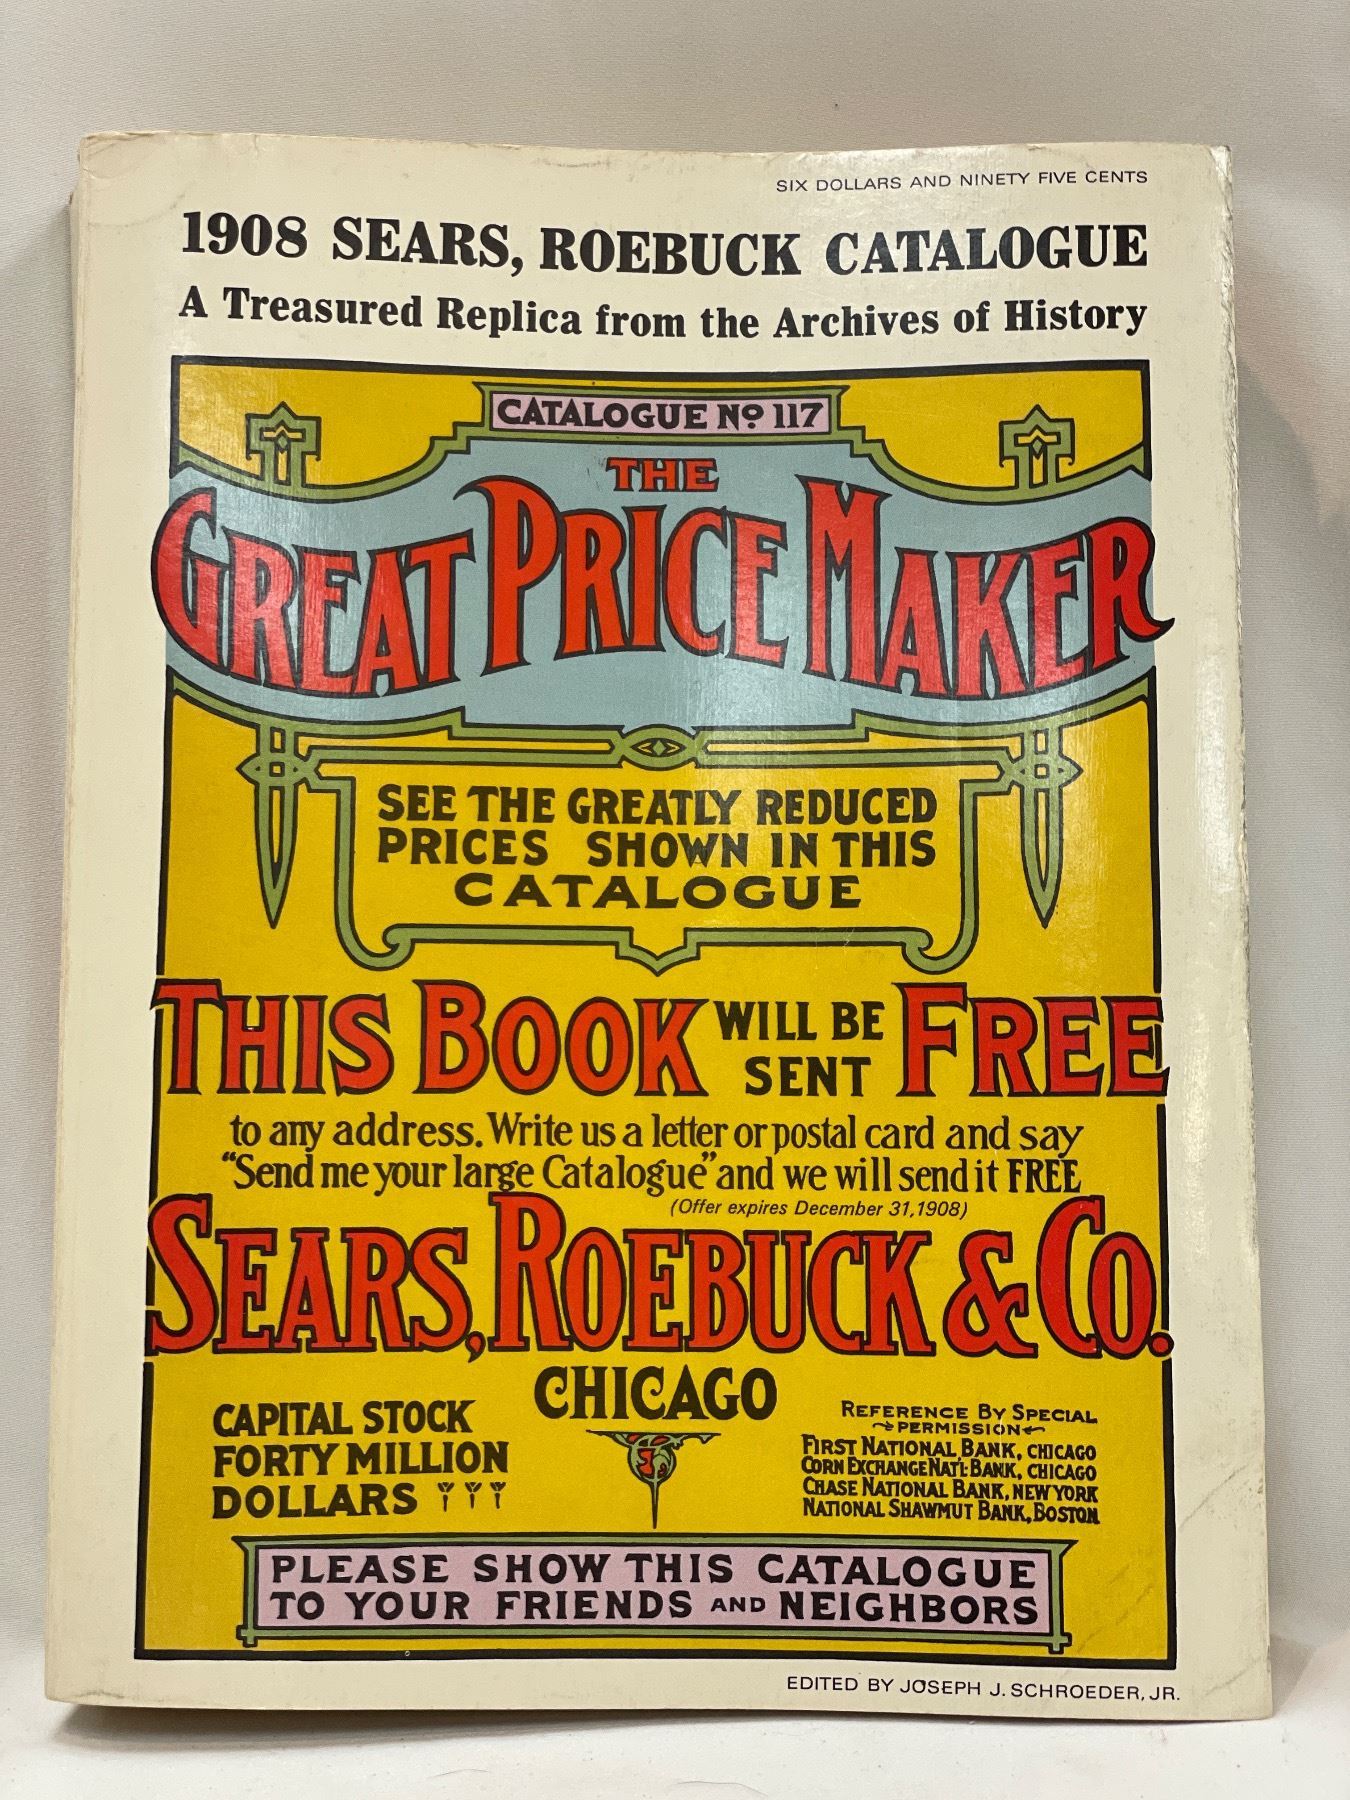 SIX DOLLARS AND NINETY FIVE CENTS
1908 SEARS, ROEBUCK CATALOGUE
A Treasured Replica from the Archives of History
CATALOGUE No 117
THE
GREAT PRICE MAKER
SEE THE GREATLY REDUCED
PRICES SHOWN IN THIS
CATALOGUE
THIS BOOK WILL BE SENT FREE
to any address. Write us a letter or postal card and say
"Send me your large Catalogue" and we will send it FREE
(Offer expires December 31, 1908)
SEARS, ROEBUCK & CO.
CHICAGO
CAPITAL STOCK
FORTY MILLION
DOLLARS
REFERENCE BY SPECIAL
PERMISSION
FIRST NATIONAL BANK, CHICAGO
CORN EXCHANGE NAT'L BANK, CHICAGO
CHASE NATIONAL BANK, NEW YORK
NATIONAL SHAWMUT BANK, BOSTON
PLEASE SHOW THIS CATALOGUE
TO YOUR FRIENDS AND NEIGHBORS
EDITED BY JOSEPH J. SCHROEDER, JR.